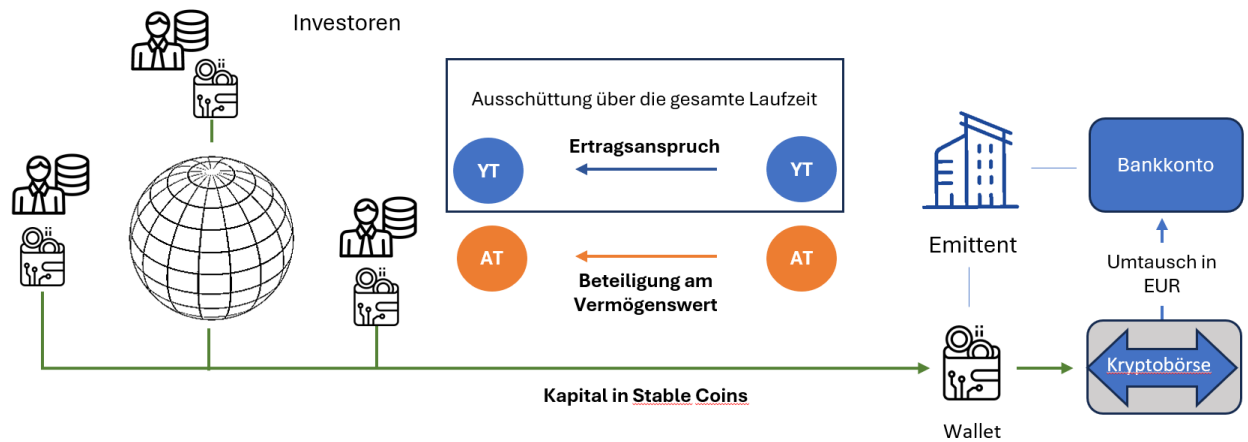 Investoren
Ausschüttung über die gesamte Laufzeit
YT
Ertragsanspruch
YT
AT
AT
Beteiligung am
Vermögenswert
Emittent
Bankkonto
Umtausch in
EUR
Kryptobörse
Kapital in Stable Coins
Wallet